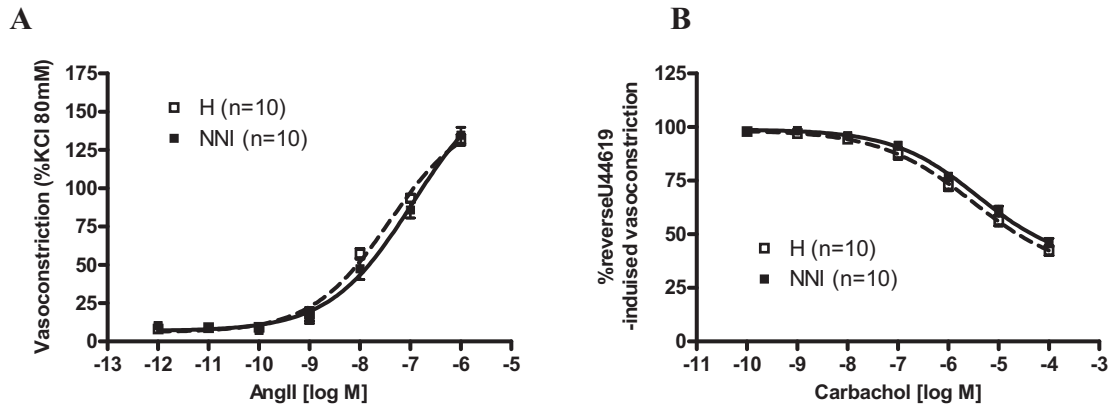 A
Vasoconstriction (%KCl 80mM)
175
150
125
100
75
50
25
0
H (n=10)
NNI (n=10)
-13 -12 -11 -10 -9 -8 -7 -6 -5
AngII [log M]
B
%reverseU44619
-induised vasoconstriction
125
100
75
50
25
0
H (n=10)
NNI (n=10)
-11 -10 -9 -8 -7 -6 -5 -4 -3
Carbachol [log M]